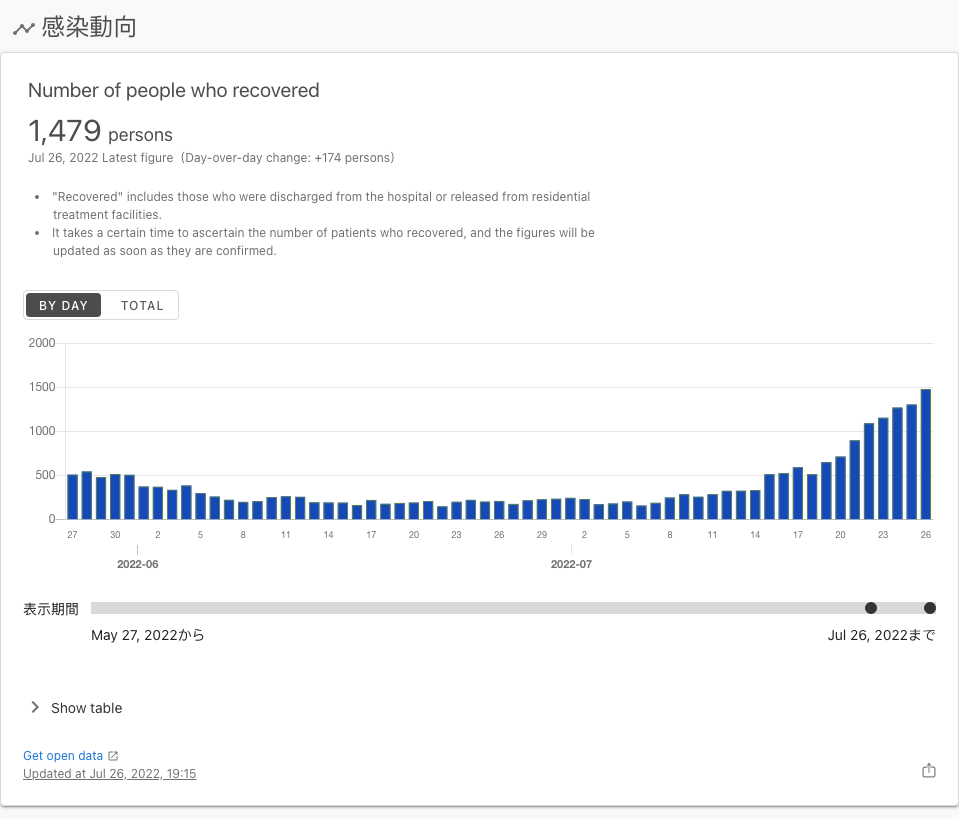 感染動向
Number of people who recovered
1,479 persons
Jul 26, 2022 Latest figure (Day-over-day change: +174 persons)
• "Recovered" includes those who were discharged from the hospital or released from residential
treatment facilities.
• It takes a certain time to ascertain the number of patients who recovered, and the figures will be
updated as soon as they are confirmed.
BY DAY TOTAL
2000
1500
1000
500
0
27 30 2 5 8 11 14 17 20 23 26 29 2 5 8 11 14 17 20 23 26
2022-06 2022-07
表示期間
May 27, 2022から Jul 26, 2022まで
Show table
Get open data
Updated at Jul 26, 2022, 19:15